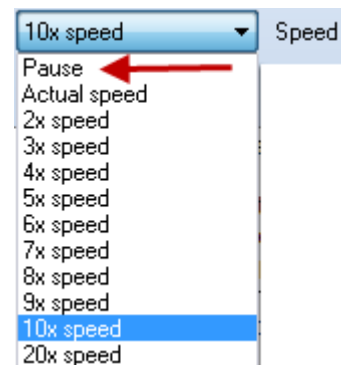 10x speed Speed
Pause
Actual speed
2x speed
3x speed
4x speed
5x speed
6x speed
7x speed
8x speed
9x speed
10x speed
20x speed